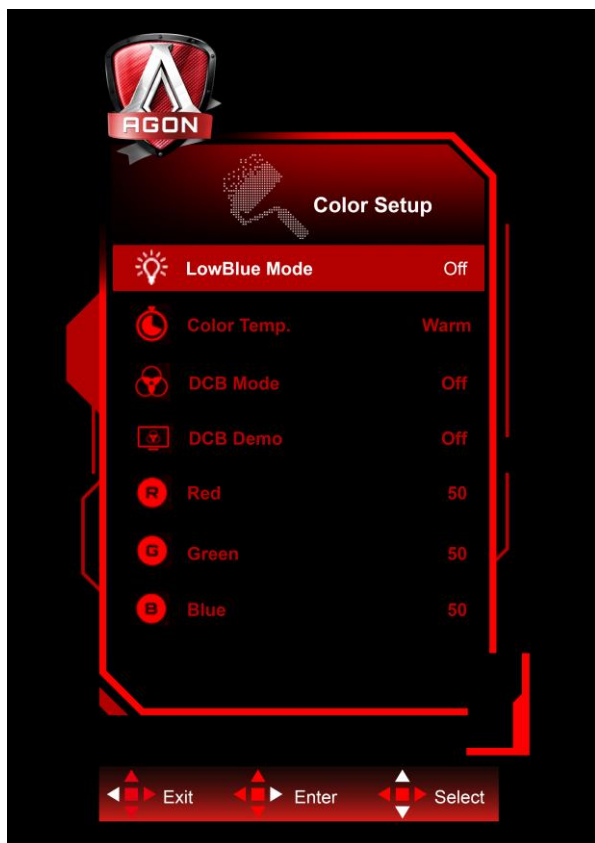 AGON
Color Setup
LowBlue Mode Off
Color Temp. Warm
DCB Mode Off
DCB Demo Off
R Red 50
G Green 50
B Blue 50
Exit Enter Select